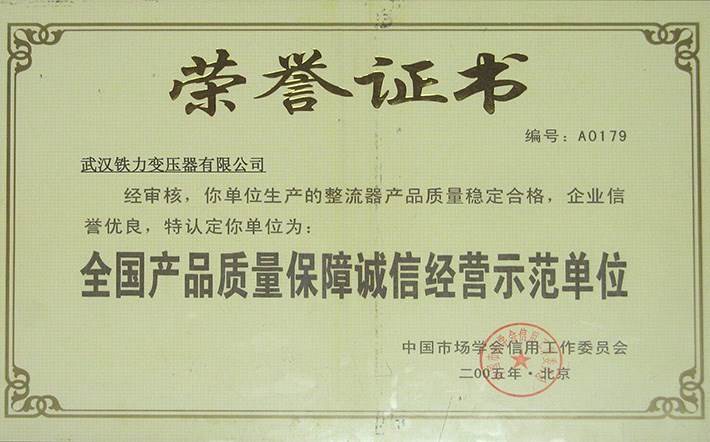 荣誉证书
编号：A0179
武汉铁力变压器有限公司
经审核，你单位生产的整流器产品质量稳定合格，企业信
誉优良，特认定你单位为：
全国产品质量保障诚信经营示范单位
中国市场学会信用工作委员会
二00五年·北京